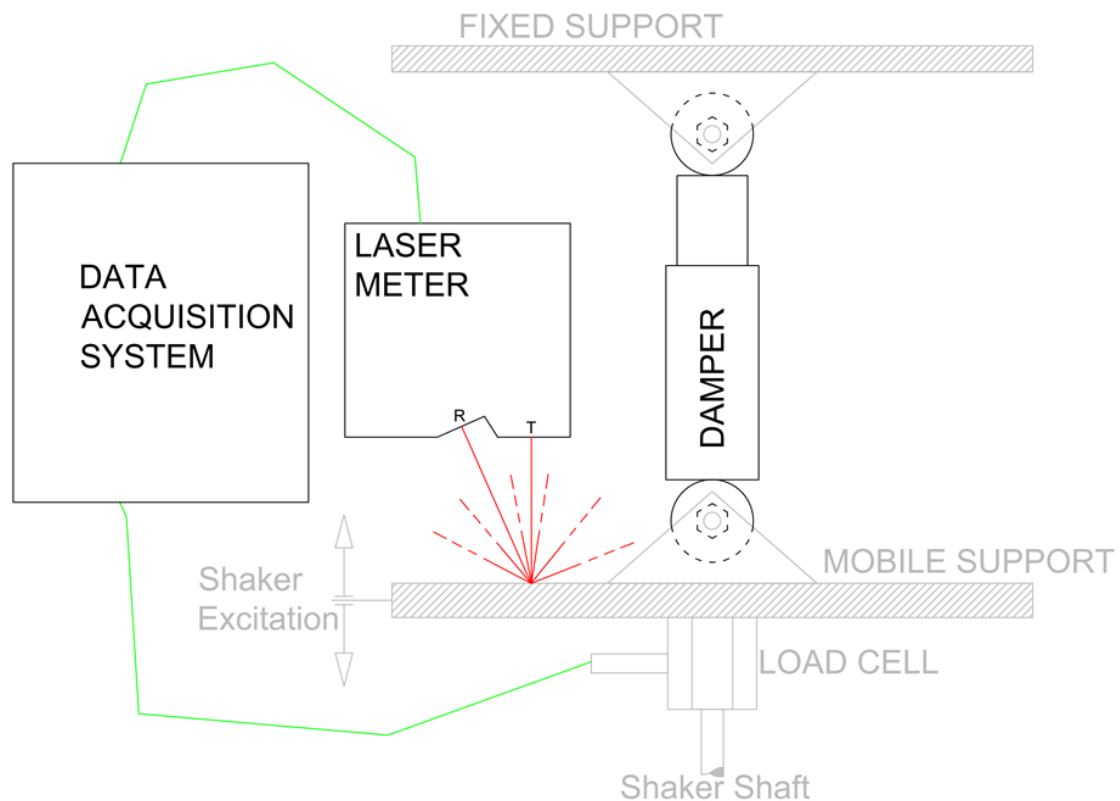 FIXED SUPPORT
DATA
ACQUISITION
SYSTEM
LASER
METER
R
T
DAMPER
Shaker
Excitation
MOBILE SUPPORT
LOAD CELL
Shaker Shaft